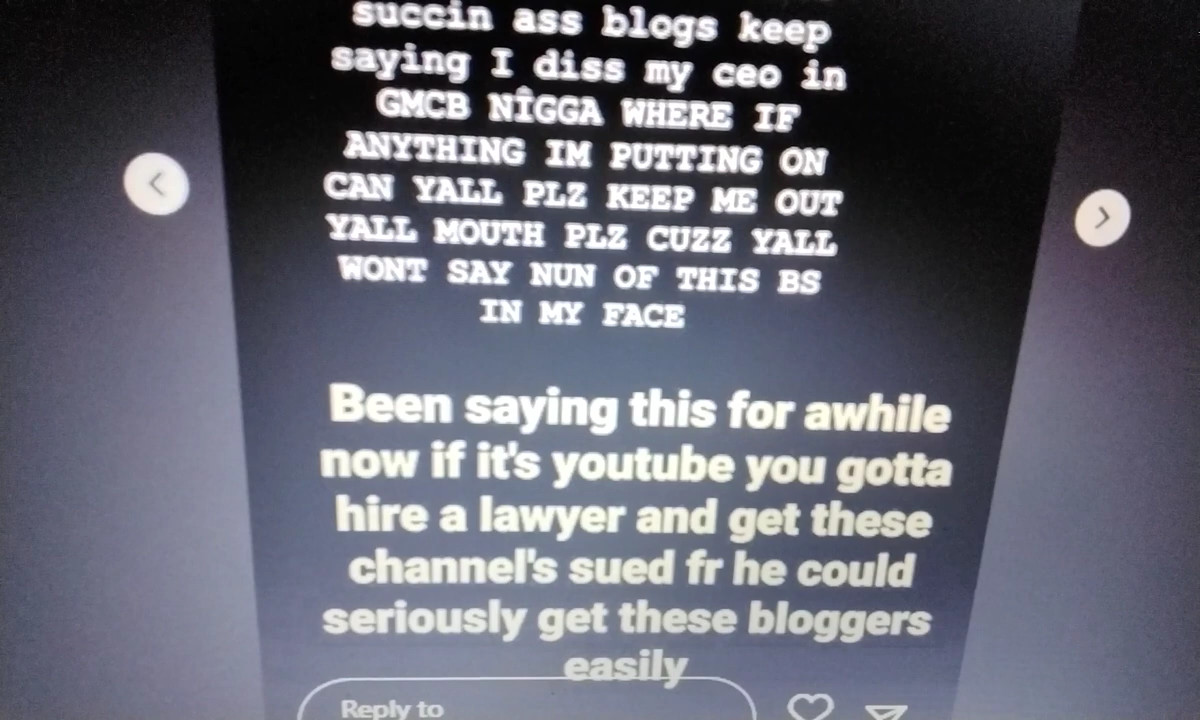 succin ass blogs keep
saying I diss my ceo in
GMCB NÎGGA WHERE IF
ANYTHING IM PUTTING ON
CAN YALL PLZ KEEP ME OUT
YALL MOUTH PLZ CUZZ YALL
WONT SAY NUN OF THIS BS
IN MY FACE
Been saying this for awhile
now if it's youtube you gotta
hire a lawyer and get these
channel's sued fr he could
seriously get these bloggers
easily
Reply to